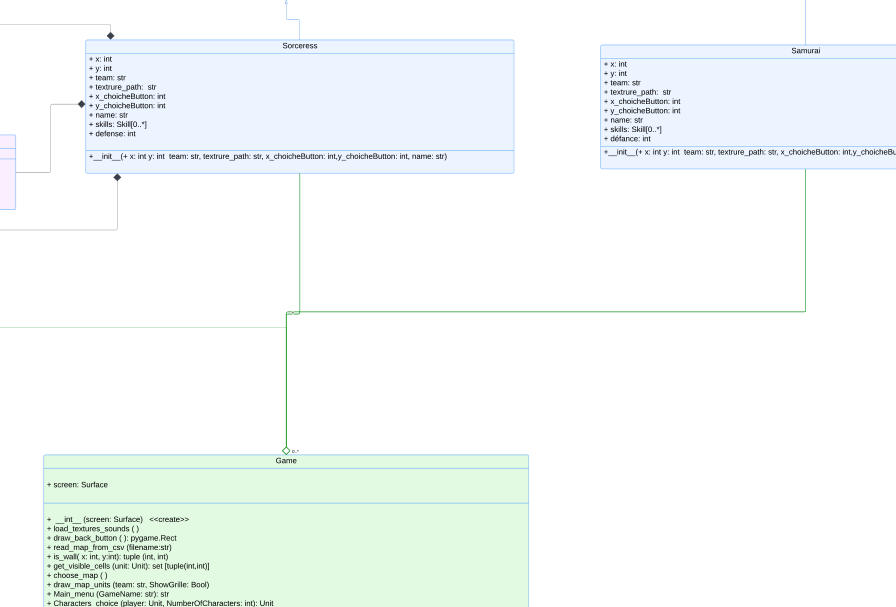 Sorceress
+ x: int
+ y: int
+ team: str
+ textrure_path:  str
+ x_choicheButton: int
+ y_choicheButton: int
+ name: str
+ skills: Skill[0..*]
+ defense: int
+__init__(+ x: int y: int  team: str, textrure_path: str, x_choicheButton: int,y_choicheButton: int, name: str)
Samurai
+ x: int
+ y: int
+ team: str
+ textrure_path:  str
+ x_choicheButton: int
+ y_choicheButton: int
+ name: str
+ skills: Skill[0..*]
+ défance: int
+__init__(+ x: int y: int  team: str, textrure_path: str, x_choicheButton: int,y_choicheBu
0..*
Game
+ screen: Surface
+  __int__ (screen: Surface)   <<create>>
+ load_textures_sounds ( )
+ draw_back_button ( ): pygame.Rect
+ read_map_from_csv (filename:str)
+ is_wall( x: int, y:int): tuple (int, int)
+ get_visible_cells (unit: Unit): set [tuple(int,int)]
+ choose_map ( )
+ draw_map_units (team: str, ShowGrille: Bool)
+ Main_menu (GameName: str): str
+ Characters_choice (player: Unit, NumberOfCharacters: int): Unit